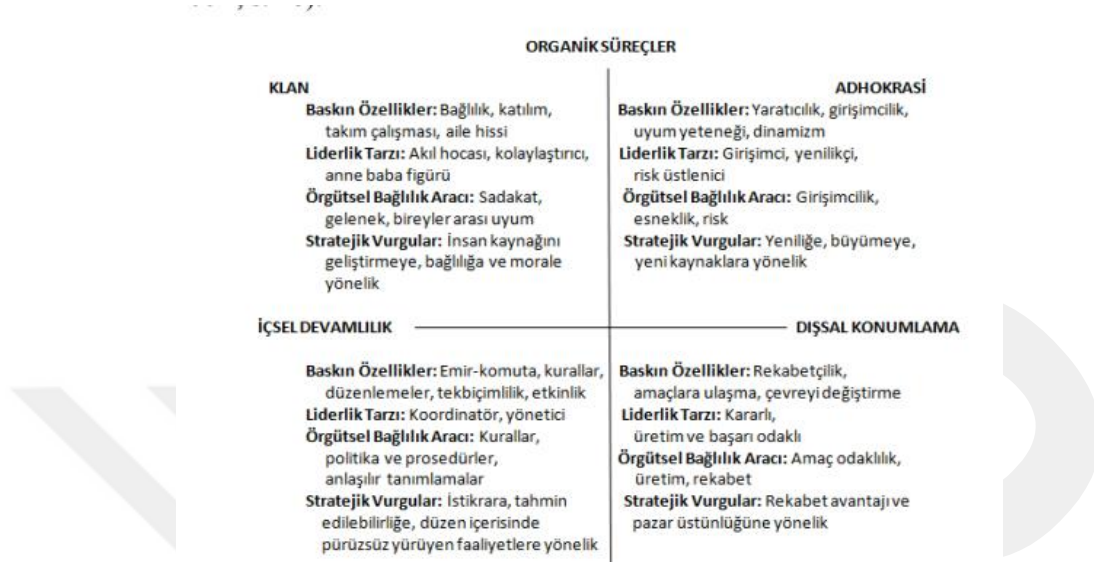 ORGANİK SÜREÇLER
KLAN
Baskın Özellikler: Bağlılık, katılım,
takım çalışması, aile hissi
Liderlik Tarzı: Akıl hocası, kolaylaştırıcı,
anne baba figürü
Örgütsel Bağlılık Aracı: Sadakat,
gelenek, bireyler arası uyum
Stratejik Vurgular: İnsan kaynağını
geliştirmeye, bağlılığa ve morale
yönelik
ADHOKRASİ
Baskın Özellikler: Yaratıcılık, girişimcilik,
uyum yeteneği, dinamizm
Liderlik Tarzı: Girişimci, yenilikçi,
risk üstlenici
Örgütsel Bağlılık Aracı: Girişimcilik,
esneklik, risk
Stratejik Vurgular: Yeniliğe, büyümeye,
yeni kaynaklara yönelik
İÇSEL DEVAMLILIK
DIŞSAL KONUMLAMA
Baskın Özellikler: Emir-komuta, kurallar,
düzenlemeler, tekbiçimlilik, etkinlik
Liderlik Tarzı: Koordinatör, yönetici
Örgütsel Bağlılık Aracı: Kurallar,
politika ve prosedürler,
anlaşılır tanımlamalar
Stratejik Vurgular: İstikrara, tahmin
edilebilirliğe, düzen içerisinde
pürüzsüz yürüyen faaliyetlere yönelik
Baskın Özellikler: Rekabetçilik,
amaçlara ulaşma, çevreyi değiştirme
Liderlik Tarzı: Kararlı,
üretim ve başarı odaklı
Örgütsel Bağlılık Aracı: Amaç odaklılık,
üretim, rekabet
Stratejik Vurgular: Rekabet avantajı ve
pazar üstünlüğüne yönelik